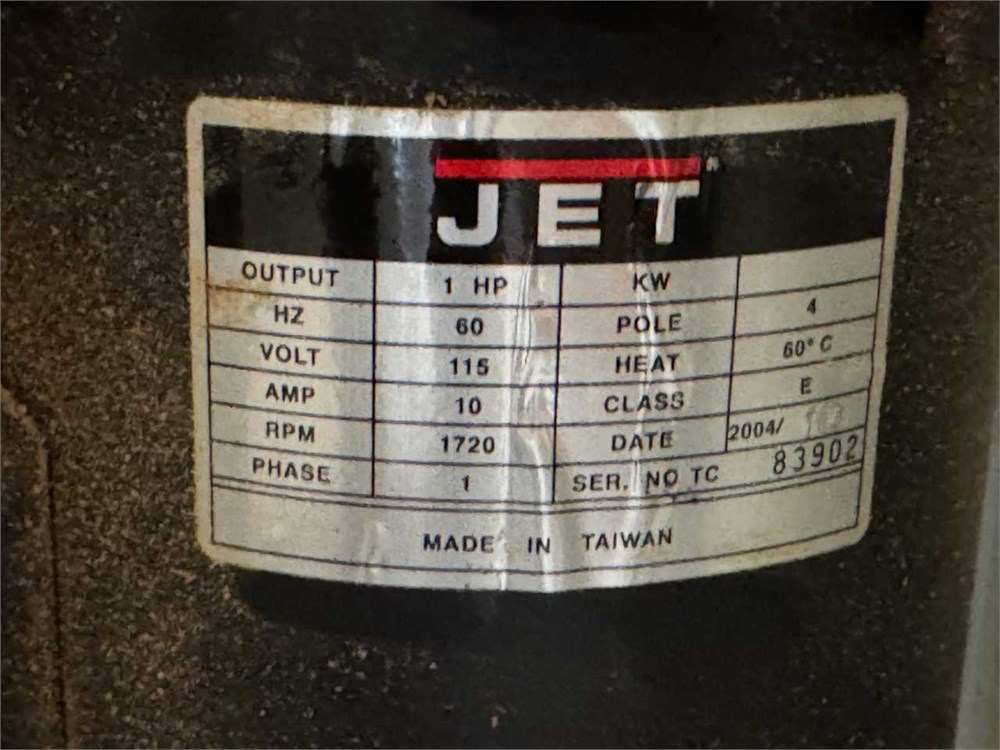 JET
OUTPUT 1 HP KW
HZ 60 POLE 4
VOLT 115 HEAT 60° C
AMP 10 CLASS E
RPM 1720 DATE 2004/
PHASE 1 SER. NO TC 83902
MADE IN TAIWAN